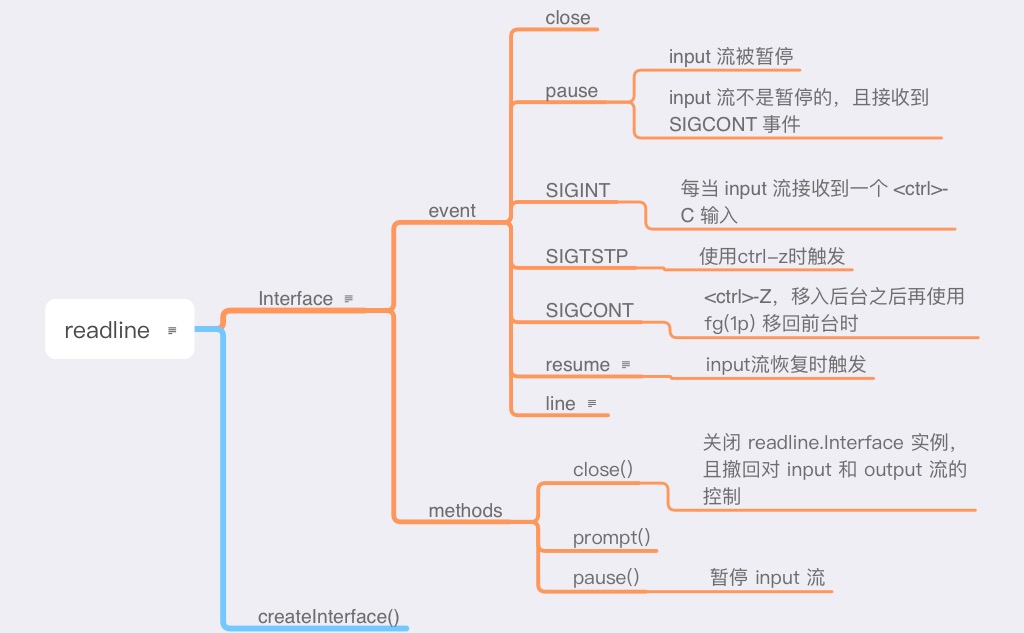 readline
Interface
event
close
pause
input 流被暂停
input 流不是暂停的，且接收到
SIGCONT 事件
SIGINT
每当 input 流接收到一个 <ctrl>-
C 输入
SIGTSTP
使用ctrl-z时触发
SIGCONT
<ctrl>-Z，移入后台之后再使用
fg(1p) 移回前台时
resume
input流恢复时触发
line
methods
close()
关闭 readline.Interface 实例，
且撤回对 input 和 output 流的
控制
prompt()
pause()
暂停 input 流
createInterface()